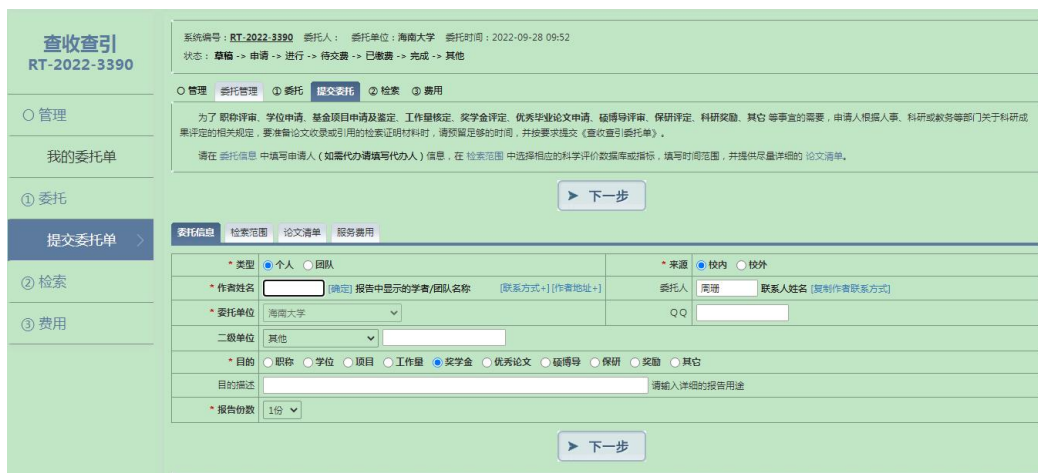 查收查引
RT-2022-3390
〇管理
我的委托单
①委托
提交委托单 >
②检索
③费用
系统编号：RT-2022-3390 委托人： 委托单位：海南大学 委托时间：2022-09-28 09:52
状态：草稿 -> 申请 -> 进行 -> 待交费 -> 已缴费 -> 完成 -> 其他
〇管理 委托管理 ①委托 提交委托 ②检索 ③费用
为了 职称评审、学位申请、基金项目申请及鉴定、工作量核定、奖学金评定、优秀毕业论文申请、硕博导评审、保研评定、科研奖励、其它 等事宜的需要，申请人根据人事、科研或教务等部门关于科研成
果评定的相关规定，要准备论文收录或引用的检索证明材料时，请预留足够的时间，并按要求提交《查收查引委托单》。
请在 委托信息 中填写申请人 (如需代办请填写代办人) 信息，在 检索范围 中选择相应的科学评价数据库或指标，填写时间范围，并提供尽量详细的 论文清单。
➤ 下一步
委托信息 检索范围 论文清单 服务费用
* 类型 个人 团队 * 来源 校内 校外
* 作者姓名 [确定] 报告中显示的学者/团队名称 [联系方式+] [作者地址+] 委托人 周珊 联系人姓名 [复制作者联系方式]
* 委托单位 海南大学 QQ
二级单位 其他
* 目的 职称 学位 项目 工作量 奖学金 优秀论文 硕博导 保研 奖励 其它
目的描述 请输入详细的报告用途
* 报告份数 1份
➤ 下一步